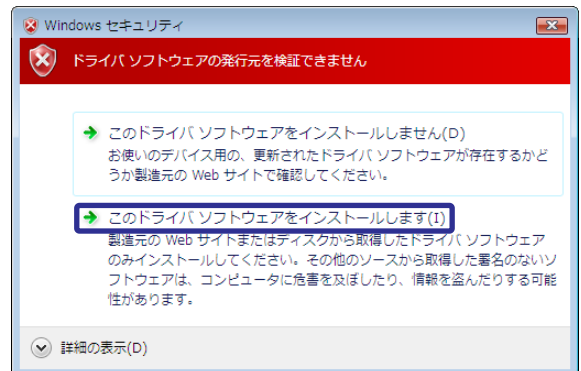 Windows セキュリティ
ドライバ ソフトウェアの発行元を検証できません
このドライバ ソフトウェアをインストールしません(D)
お使いのデバイス用の、更新されたドライバ ソフトウェアが存在するかど
うか製造元の Web サイトで確認してください。
このドライバ ソフトウェアをインストールします(I)
製造元の Web サイトまたはディスクから取得したドライバ ソフトウェア
のみインストールしてください。その他のソースから取得した署名のないソ
フトウェアは、コンピュータに危害を及ぼしたり、情報を盗んだりする可能
性があります。
詳細の表示(D)